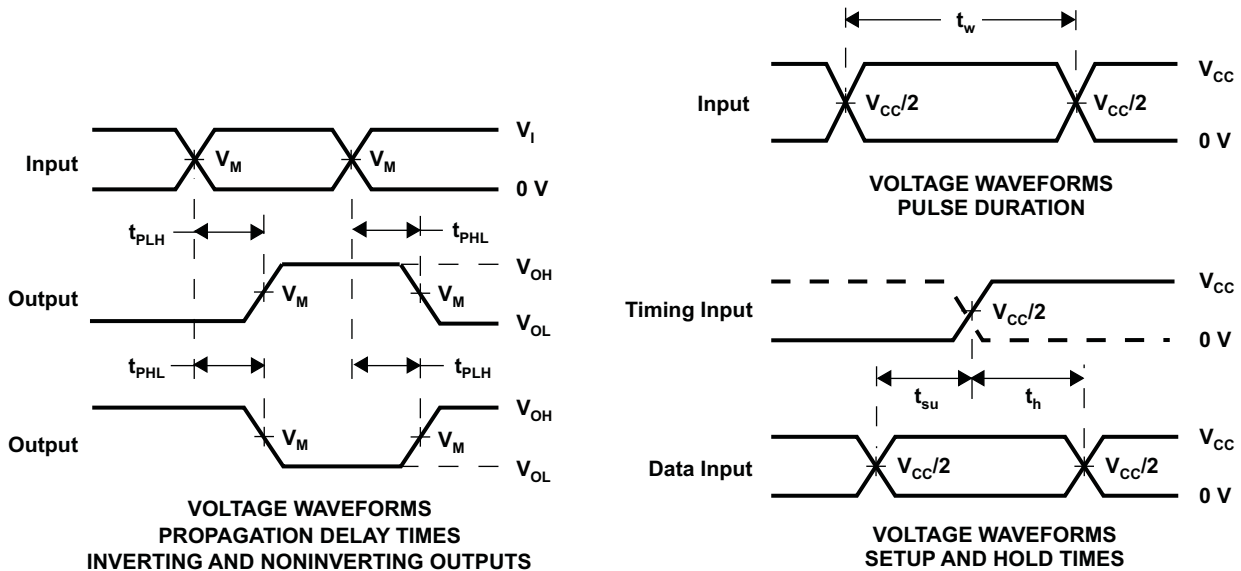 Input
V_I
V_M
V_M
0 V
t_PLH
t_PHL
Output
V_OH
V_M
V_M
V_OL
t_PHL
t_PLH
Output
V_OH
V_M
V_M
V_OL
VOLTAGE WAVEFORMS
PROPAGATION DELAY TIMES
INVERTING AND NONINVERTING OUTPUTS
t_w
Input
V_CC
V_CC/2
V_CC/2
0 V
VOLTAGE WAVEFORMS
PULSE DURATION
Timing Input
V_CC
V_CC/2
0 V
t_su
t_h
Data Input
V_CC
V_CC/2
V_CC/2
0 V
VOLTAGE WAVEFORMS
SETUP AND HOLD TIMES